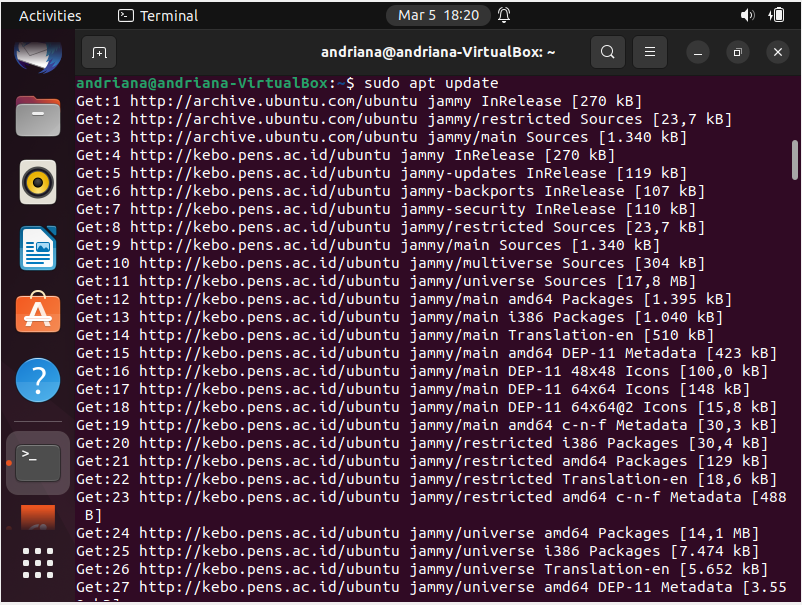 Activities Terminal Mar 5 18:20
andriana@andriana-VirtualBox: ~
andriana@andriana-VirtualBox:~$ sudo apt update
Get:1 http://archive.ubuntu.com/ubuntu jammy InRelease [270 kB]
Get:2 http://archive.ubuntu.com/ubuntu jammy/restricted Sources [23,7 kB]
Get:3 http://archive.ubuntu.com/ubuntu jammy/main Sources [1.340 kB]
Get:4 http://kebo.pens.ac.id/ubuntu jammy InRelease [270 kB]
Get:5 http://kebo.pens.ac.id/ubuntu jammy-updates InRelease [119 kB]
Get:6 http://kebo.pens.ac.id/ubuntu jammy-backports InRelease [107 kB]
Get:7 http://kebo.pens.ac.id/ubuntu jammy-security InRelease [110 kB]
Get:8 http://kebo.pens.ac.id/ubuntu jammy/restricted Sources [23,7 kB]
Get:9 http://kebo.pens.ac.id/ubuntu jammy/main Sources [1.340 kB]
Get:10 http://kebo.pens.ac.id/ubuntu jammy/multiverse Sources [304 kB]
Get:11 http://kebo.pens.ac.id/ubuntu jammy/universe Sources [17,8 MB]
Get:12 http://kebo.pens.ac.id/ubuntu jammy/main amd64 Packages [1.395 kB]
Get:13 http://kebo.pens.ac.id/ubuntu jammy/main i386 Packages [1.040 kB]
Get:14 http://kebo.pens.ac.id/ubuntu jammy/main Translation-en [510 kB]
Get:15 http://kebo.pens.ac.id/ubuntu jammy/main amd64 DEP-11 Metadata [423 kB]
Get:16 http://kebo.pens.ac.id/ubuntu jammy/main DEP-11 48x48 Icons [100,0 kB]
Get:17 http://kebo.pens.ac.id/ubuntu jammy/main DEP-11 64x64 Icons [148 kB]
Get:18 http://kebo.pens.ac.id/ubuntu jammy/main DEP-11 64x64@2 Icons [15,8 kB]
Get:19 http://kebo.pens.ac.id/ubuntu jammy/main amd64 c-n-f Metadata [30,3 kB]
Get:20 http://kebo.pens.ac.id/ubuntu jammy/restricted i386 Packages [30,4 kB]
Get:21 http://kebo.pens.ac.id/ubuntu jammy/restricted amd64 Packages [129 kB]
Get:22 http://kebo.pens.ac.id/ubuntu jammy/restricted Translation-en [18,6 kB]
Get:23 http://kebo.pens.ac.id/ubuntu jammy/restricted amd64 c-n-f Metadata [488
B]
Get:24 http://kebo.pens.ac.id/ubuntu jammy/universe amd64 Packages [14,1 MB]
Get:25 http://kebo.pens.ac.id/ubuntu jammy/universe i386 Packages [7.474 kB]
Get:26 http://kebo.pens.ac.id/ubuntu jammy/universe Translation-en [5.652 kB]
Get:27 http://kebo.pens.ac.id/ubuntu jammy/universe amd64 DEP-11 Metadata [3.55